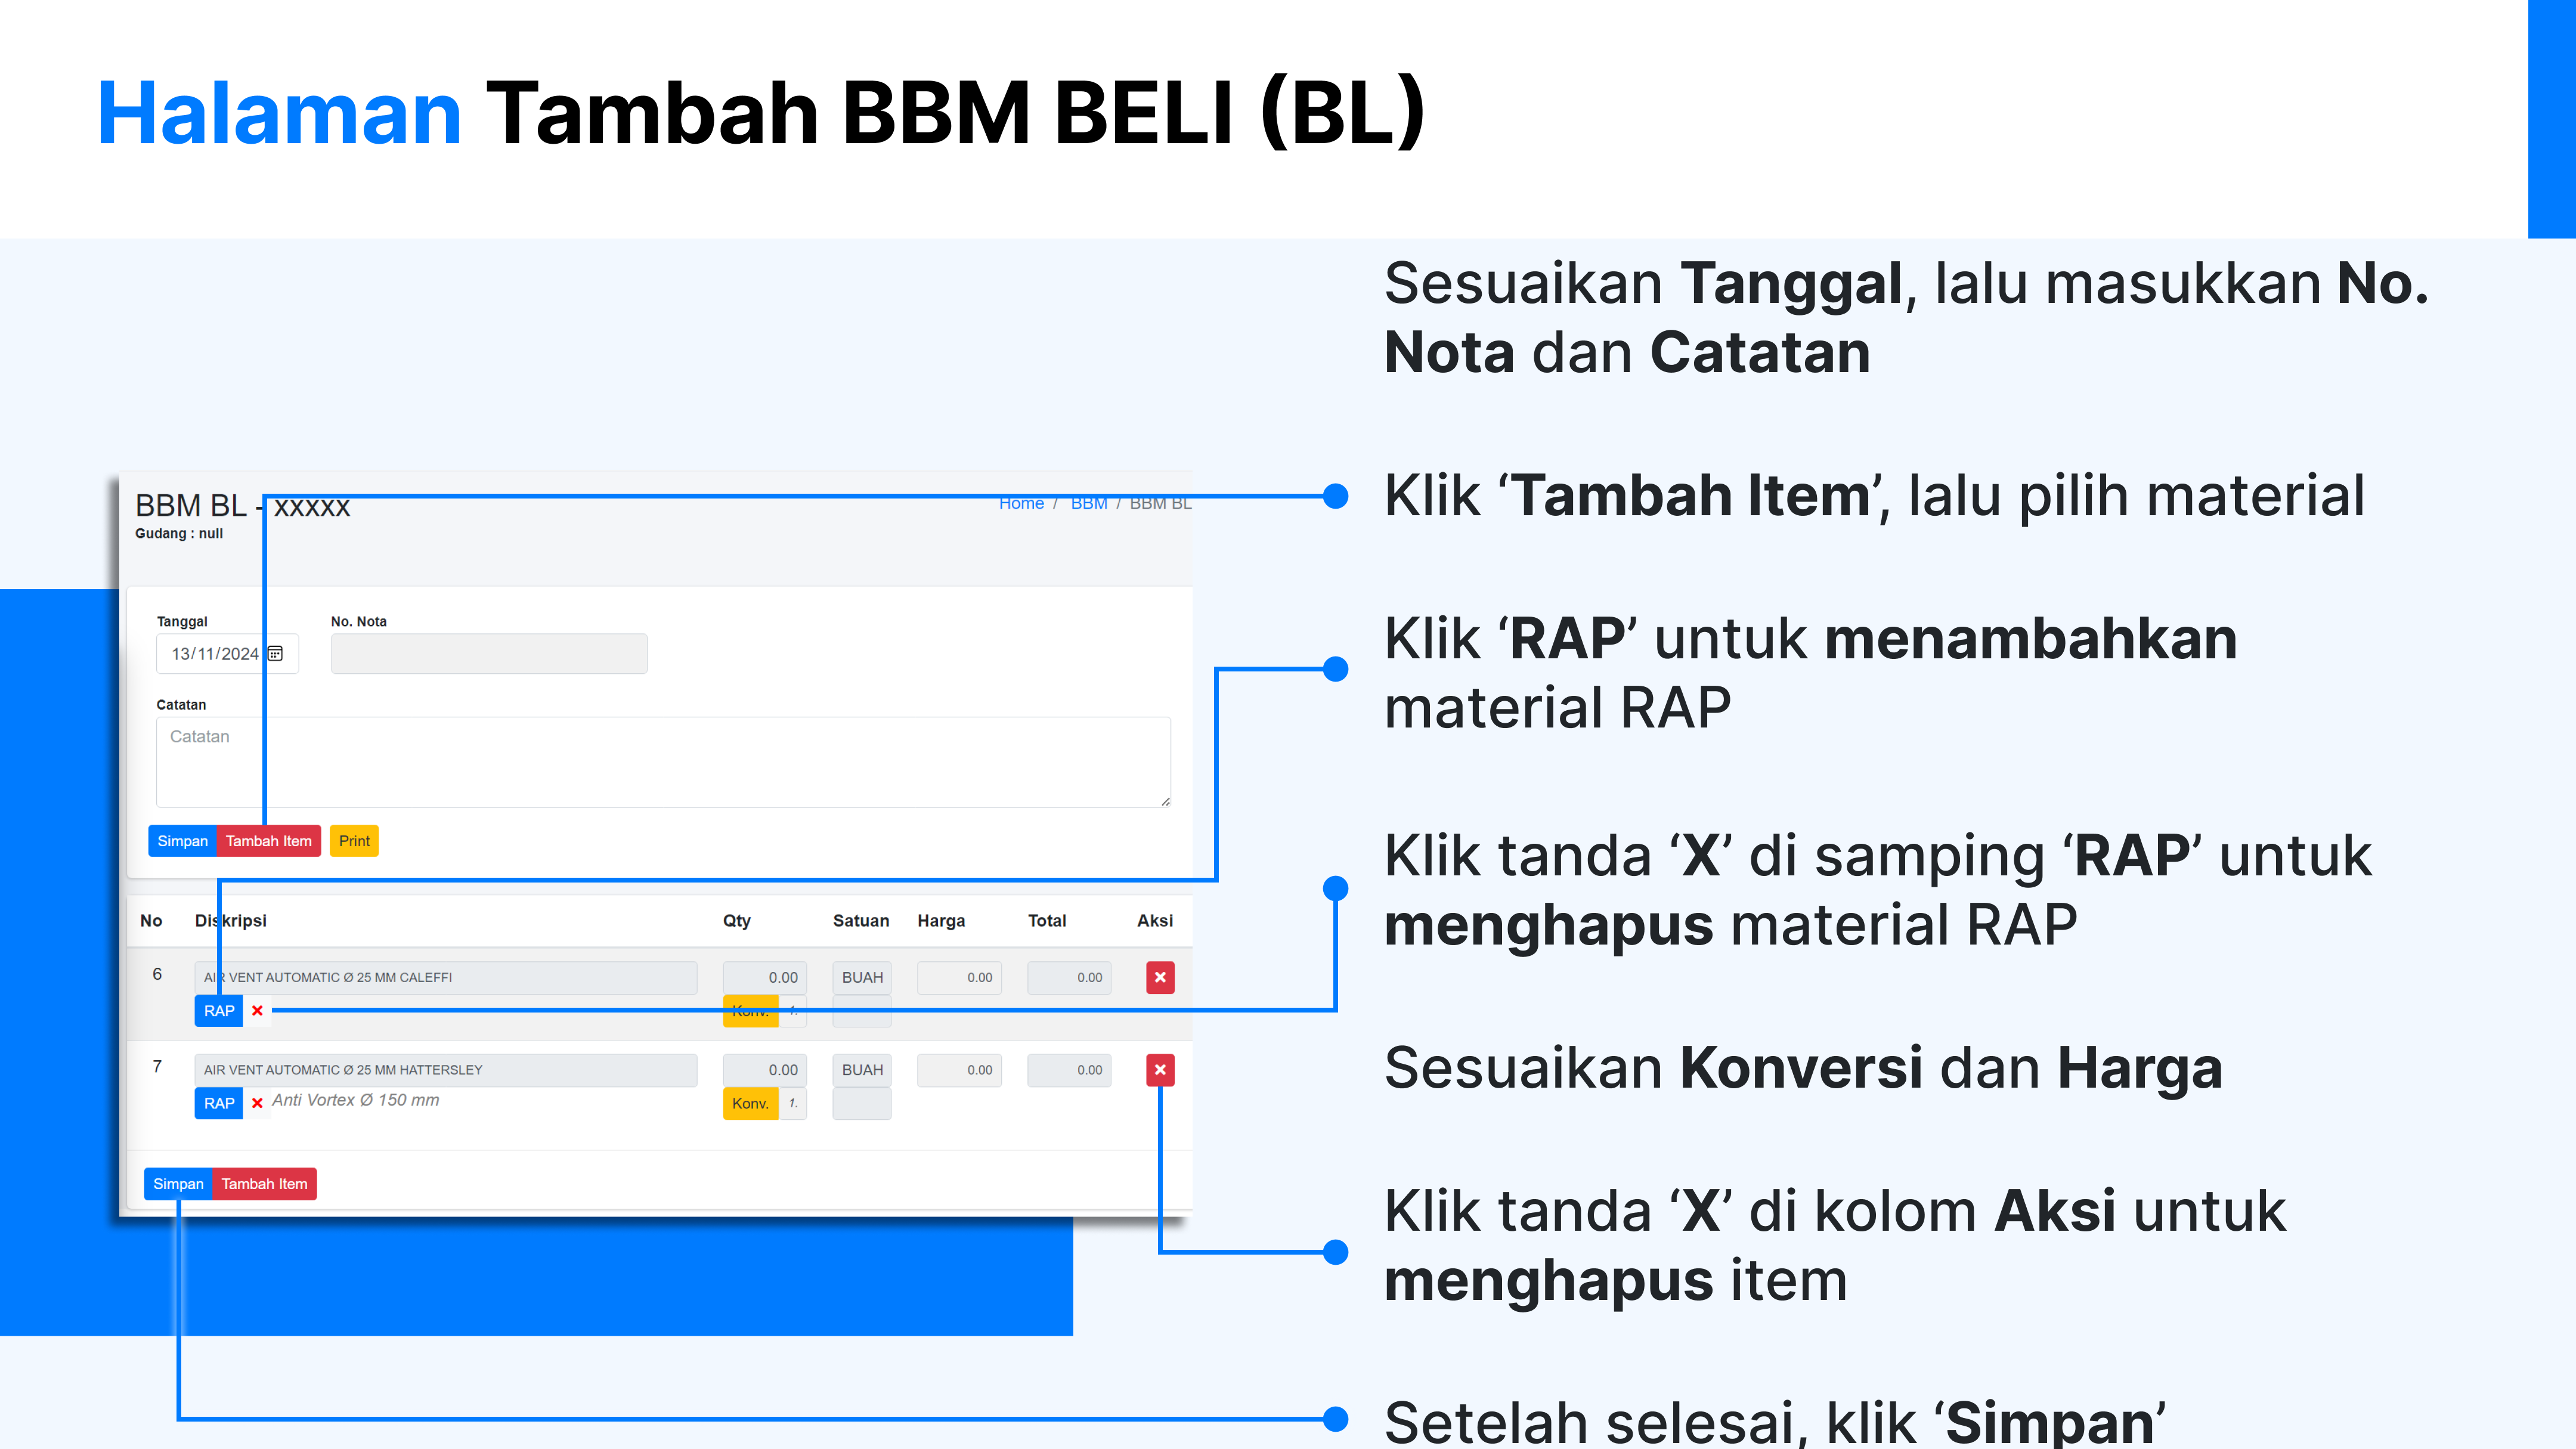 Halaman Tambah BBM BELI (BL)
Sesuaikan Tanggal, lalu masukkan No.
Nota dan Catatan
Klik ‘Tambah Item’, lalu pilih material
Klik ‘RAP’ untuk menambahkan
material RAP
Klik tanda ‘X’ di samping ‘RAP’ untuk
menghapus material RAP
Sesuaikan Konversi dan Harga
Klik tanda ‘X’ di kolom Aksi untuk
menghapus item
Setelah selesai, klik ‘Simpan’
BBM BL - xxxxx
Home / BBM / BBM BL
Gudang : null
Tanggal No. Nota
13/11/2024
Catatan
Catatan
Simpan Tambah Item Print
No Diskripsi Qty Satuan Harga Total Aksi
6 AIR VENT AUTOMATIC Ø 25 MM CALEFFI 0.00 BUAH 0.00 0.00
RAP Konv. 1.
7 AIR VENT AUTOMATIC Ø 25 MM HATTERSLEY 0.00 BUAH 0.00 0.00
RAP Anti Vortex Ø 150 mm Konv. 1.
Simpan Tambah Item